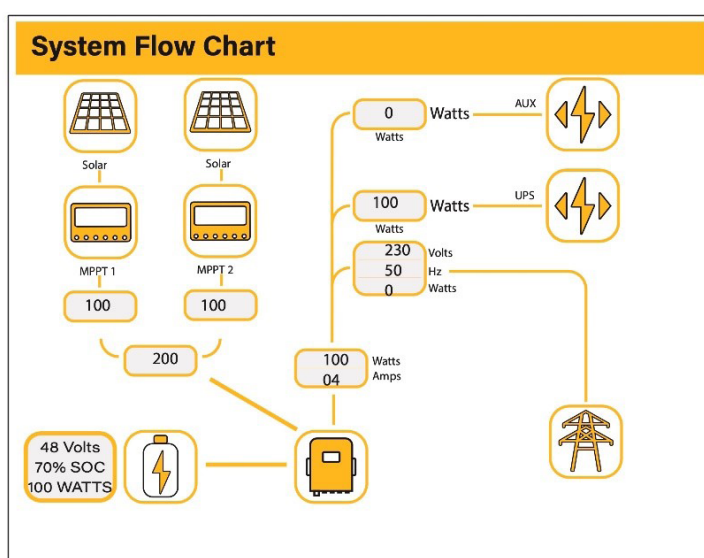 System Flow Chart
Solar
Solar
MPPT 1
MPPT 2
100
100
200
0 Watts
Watts
AUX
100 Watts
Watts
UPS
230 Volts
50 Hz
0 Watts
100 Watts
04 Amps
48 Volts
70% SOC
100 WATTS